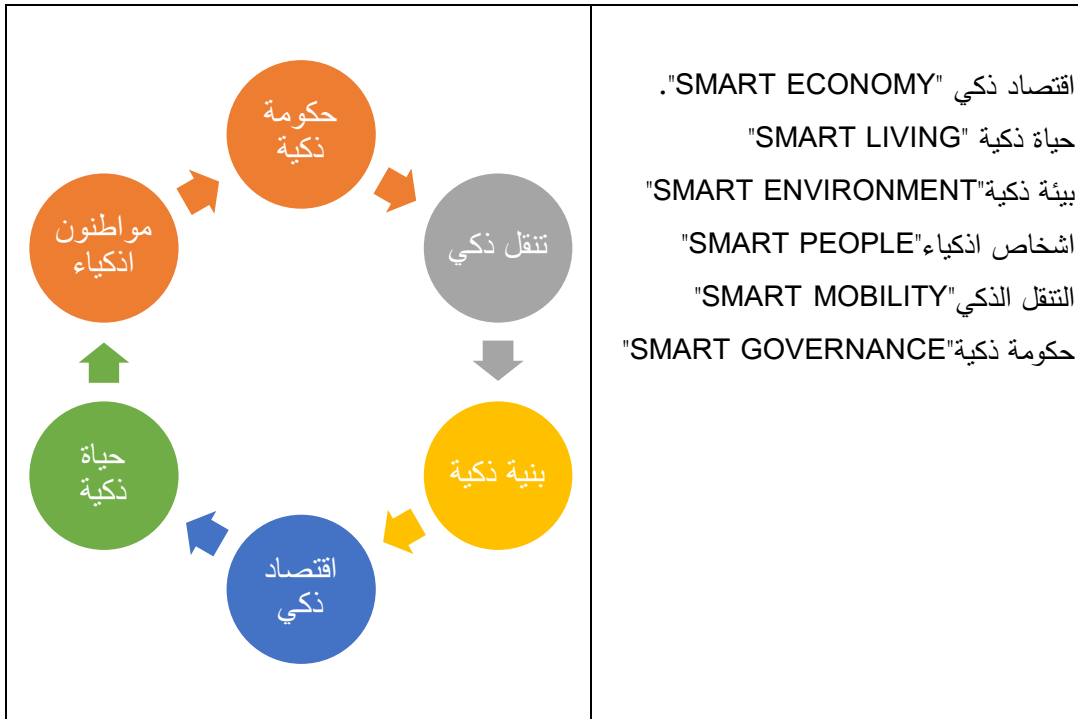 اقتصاد ذكي "SMART ECONOMY".
حياة ذكية "SMART LIVING"
بيئة ذكية"SMART ENVIRONMENT"
اشخاص اذكياء"SMART PEOPLE"
التنقل الذكي"SMART MOBILITY"
حكومة ذكية"SMART GOVERNANCE"
حكومة
ذكية
تنقل ذكي
بنية ذكية
اقتصاد
ذكي
حياة
ذكية
مواطنون
اذكياء